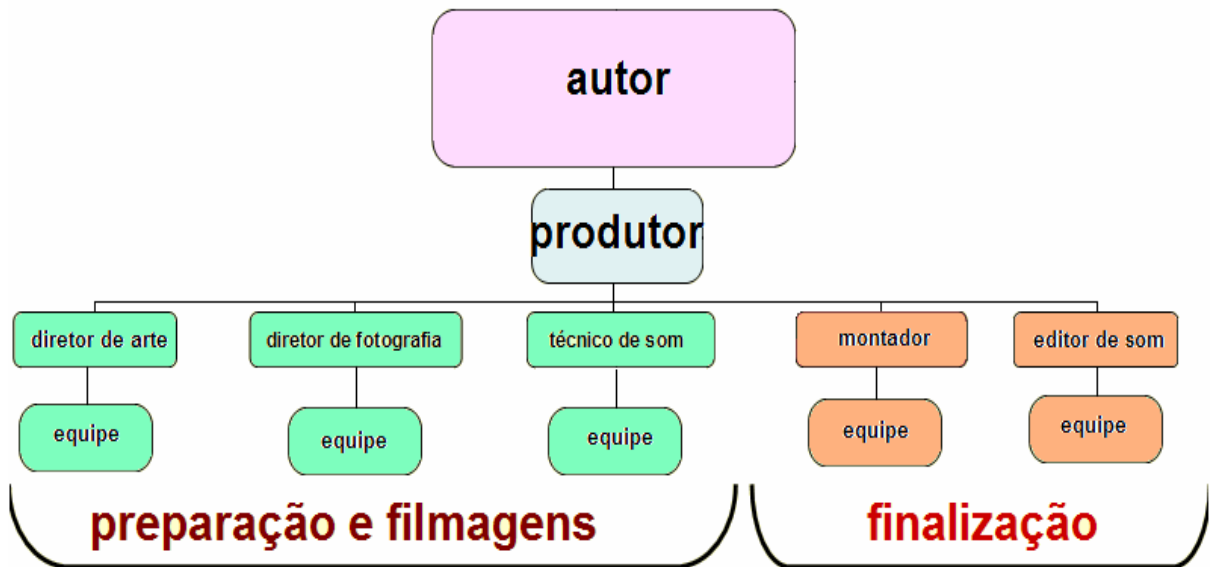 autor
produtor
diretor de arte
diretor de fotografia
técnico de som
montador
editor de som
equipe
equipe
equipe
equipe
equipe
preparação e filmagens
finalização